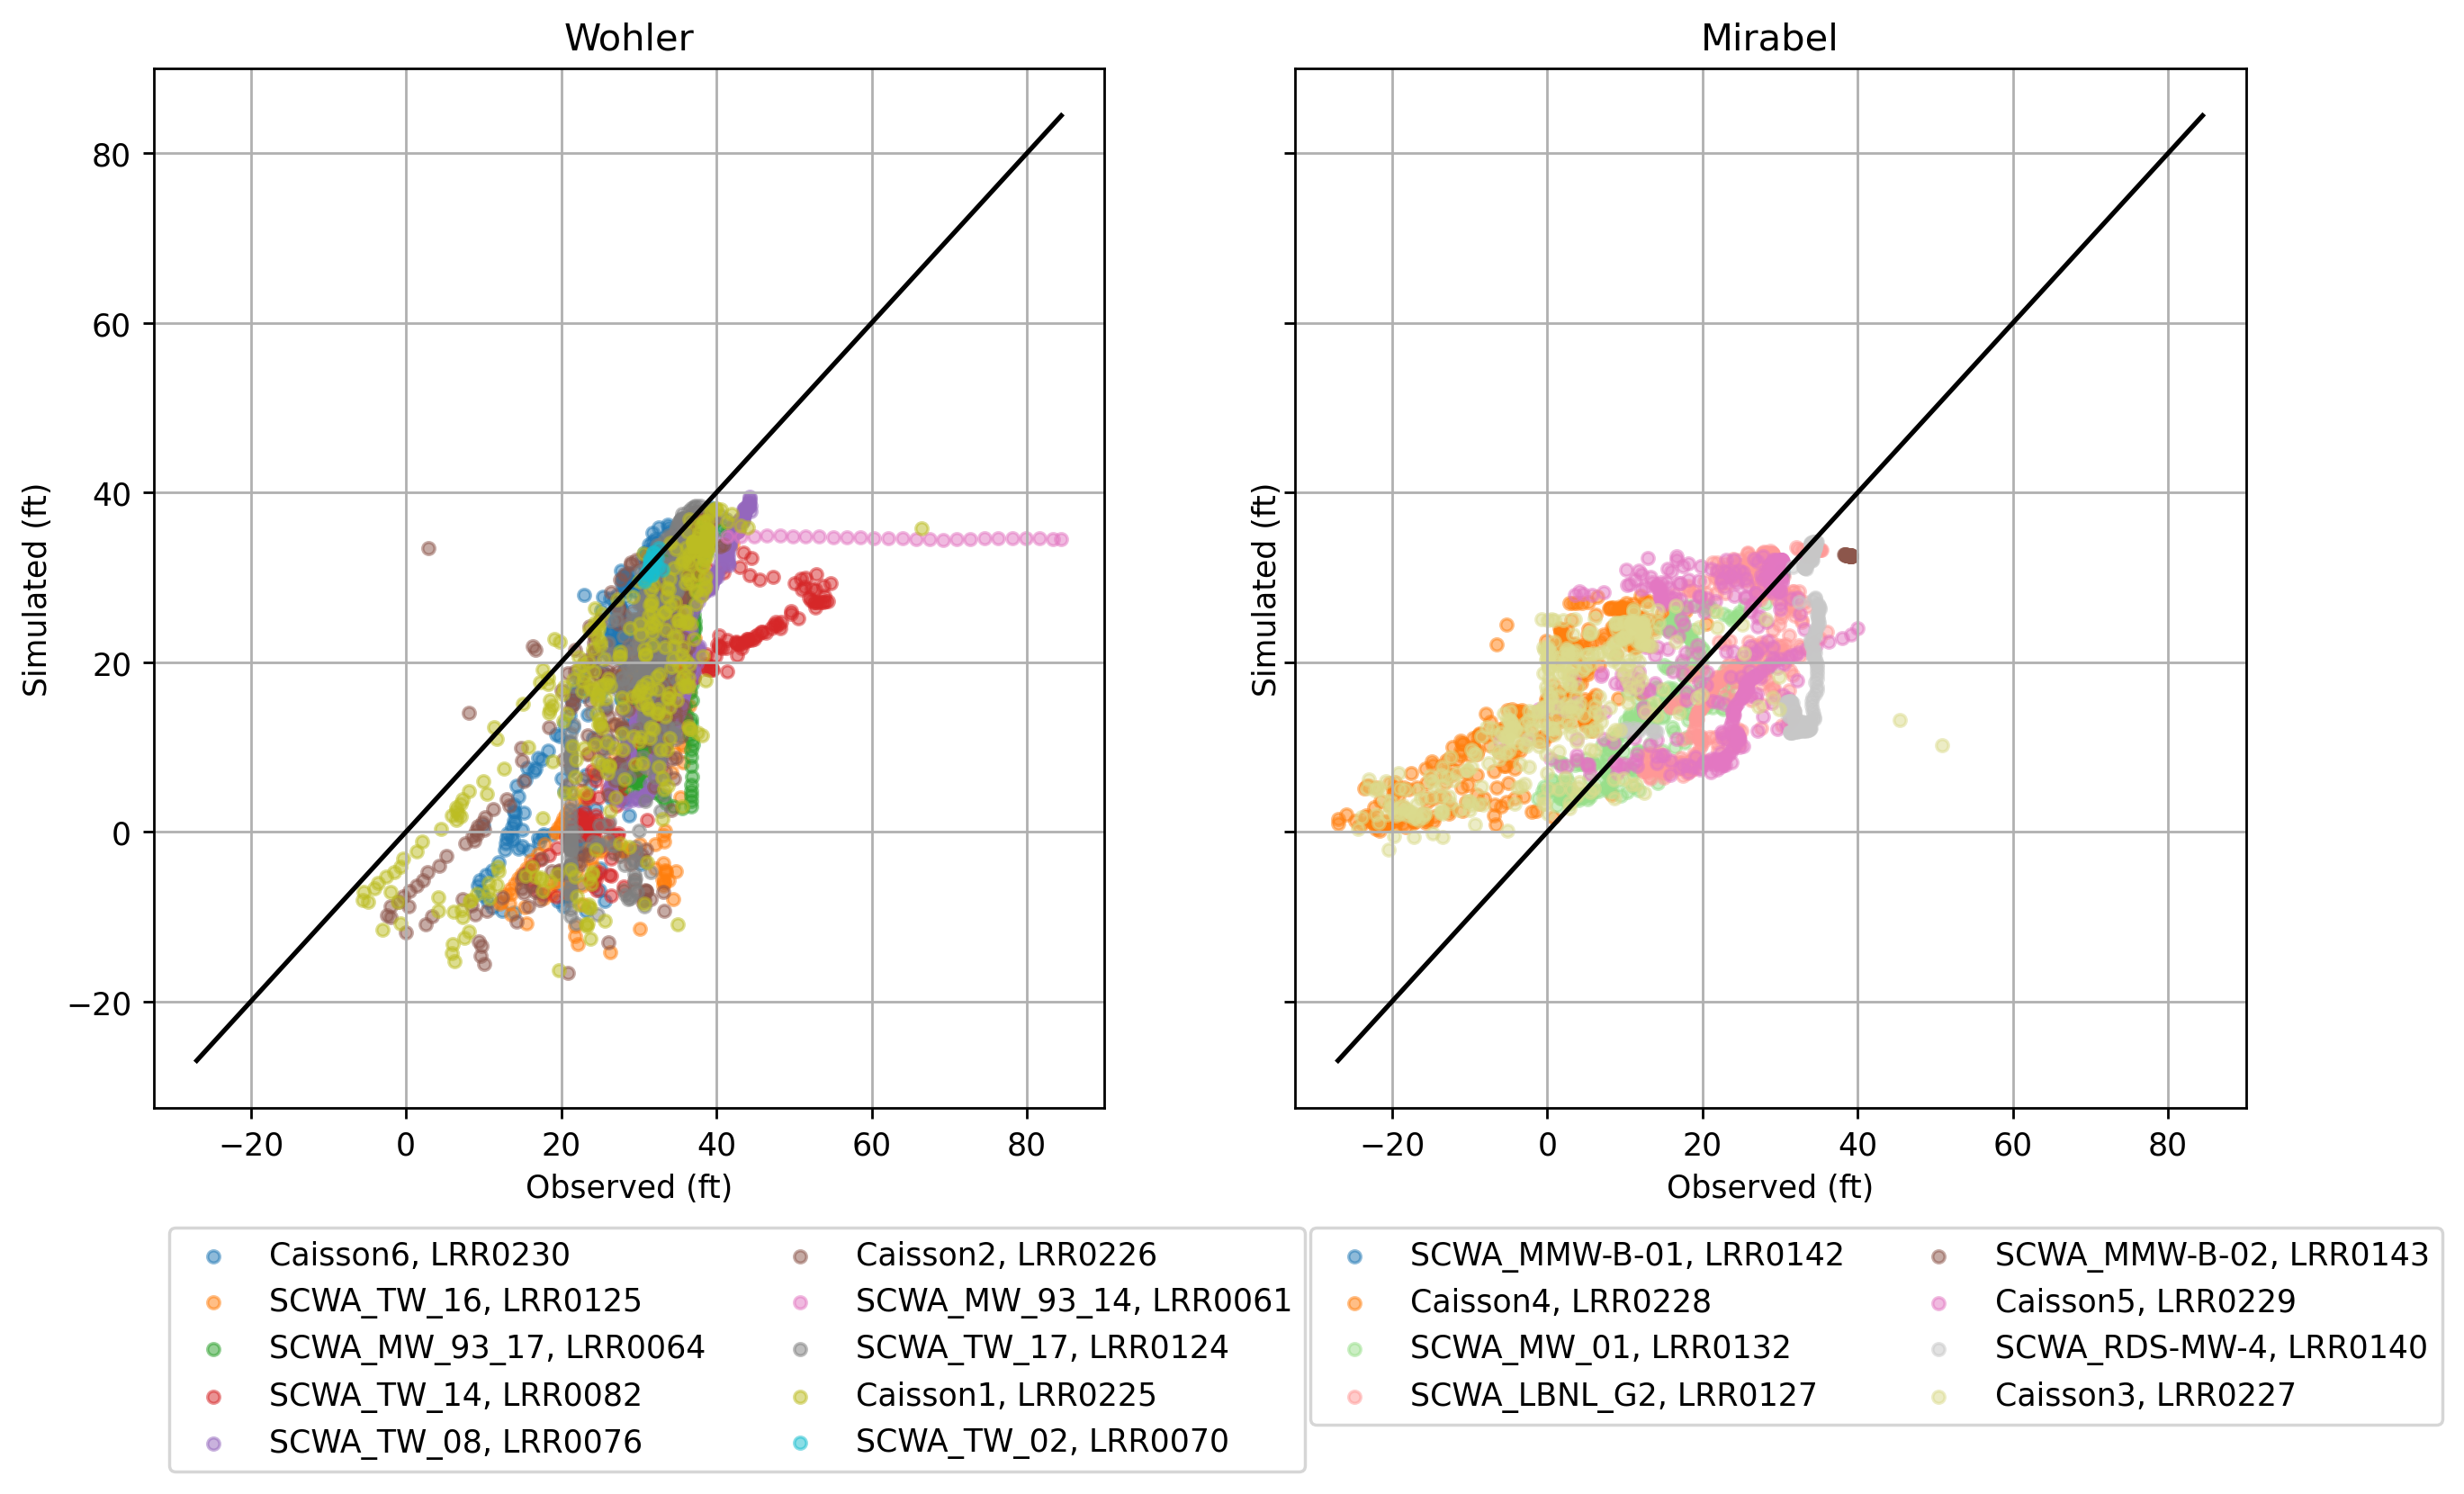 Wohler
Simulated (ft)
80
60
40
20
0
−20
−20 0 20 40 60 80
Observed (ft)
Caisson6, LRR0230
SCWA_TW_16, LRR0125
SCWA_MW_93_17, LRR0064
SCWA_TW_14, LRR0082
SCWA_TW_08, LRR0076
Caisson2, LRR0226
SCWA_MW_93_14, LRR0061
SCWA_TW_17, LRR0124
Caisson1, LRR0225
SCWA_TW_02, LRR0070
Mirabel
Simulated (ft)
−20 0 20 40 60 80
Observed (ft)
SCWA_MMW-B-01, LRR0142
Caisson4, LRR0228
SCWA_MW_01, LRR0132
SCWA_LBNL_G2, LRR0127
SCWA_MMW-B-02, LRR0143
Caisson5, LRR0229
SCWA_RDS-MW-4, LRR0140
Caisson3, LRR0227